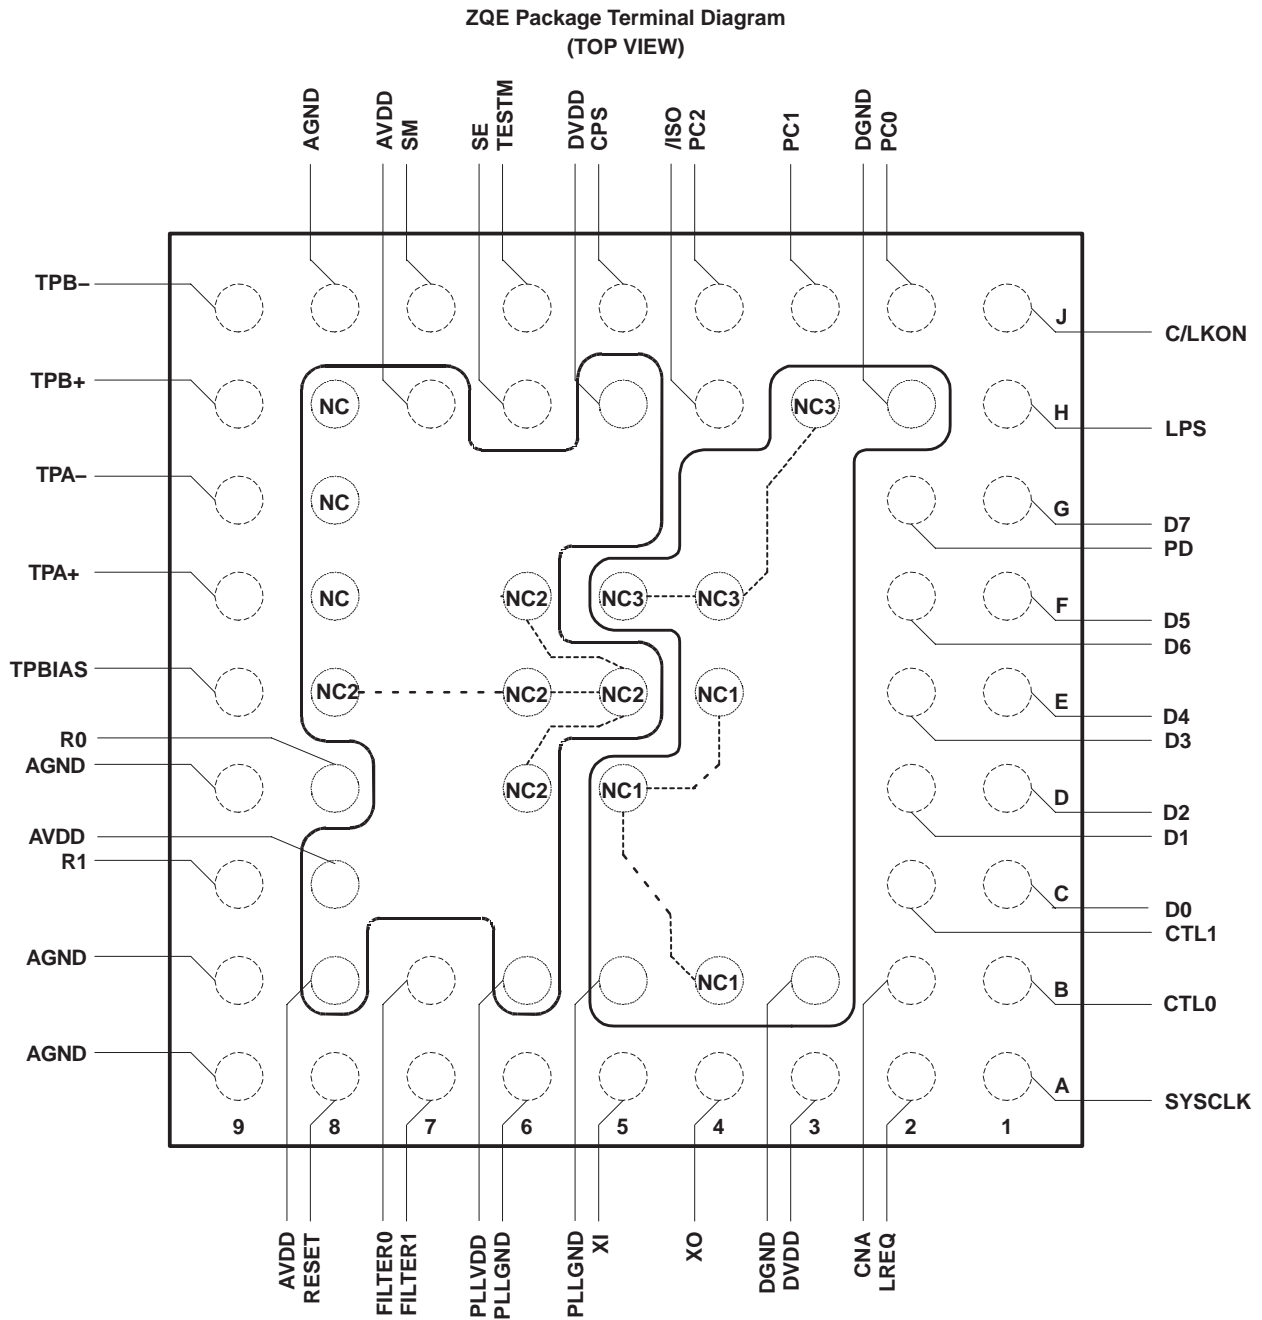 ZQE Package Terminal Diagram
(TOP VIEW)
AGND
AVDD
SM
SE
TESTM
DVDD
CPS
/ISO
PC2
PC1
DGND
PC0
TPB–
J
C/LKON
TPB+
NC
NC3
H
LPS
TPA–
NC
G
D7
PD
TPA+
NC
NC2
NC3
NC3
F
D5
D6
TPBIAS
NC2
NC2
NC2
NC1
E
D4
D3
R0
AGND
NC2
NC1
D
D2
D1
AVDD
R1
C
D0
CTL1
AGND
NC1
B
CTL0
AGND
A
SYSCLK
9 8 7 6 5 4 3 2 1
AVDD
RESET
FILTER0
FILTER1
PLLVDD
PLLGND
PLLGND
XI
XO
DGND
DVDD
CNA
LREQ